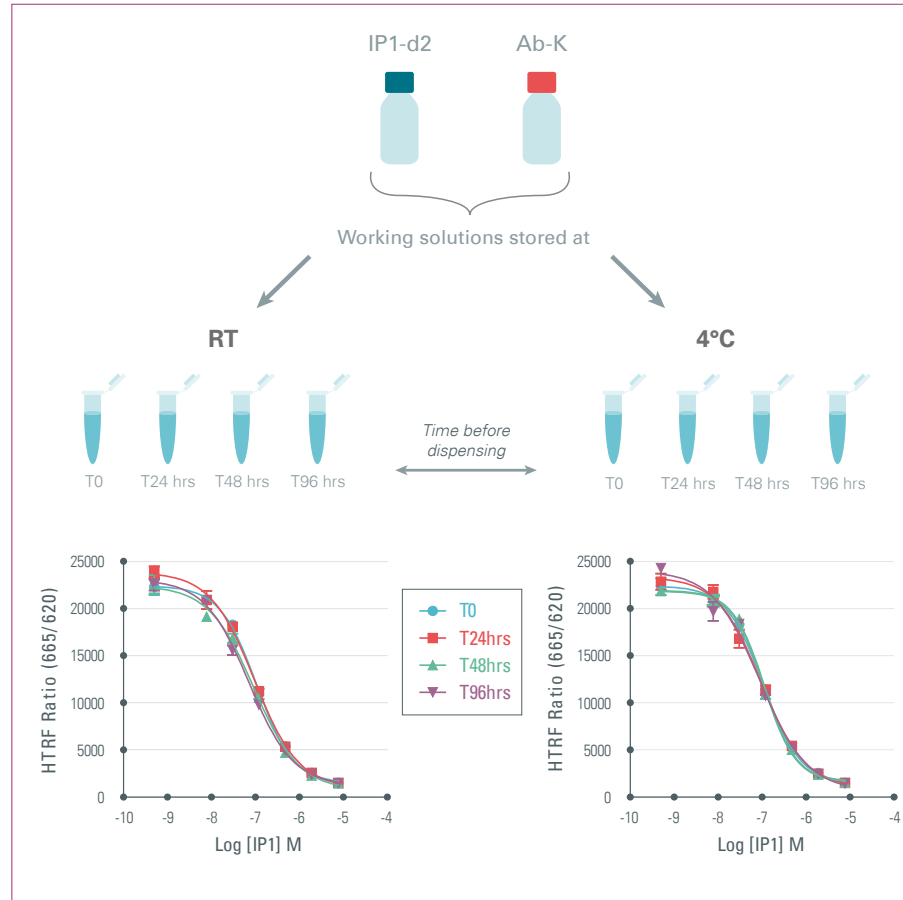 IP1-d2 Ab-K
Working solutions stored at
RT 4°C
Time before
dispensing
T0 T24 hrs T48 hrs T96 hrs
T0 T24 hrs T48 hrs T96 hrs
HTRF Ratio (665/620)
25000
20000
15000
10000
5000
0
-10 -9 -8 -7 -6 -5 -4
Log [IP1] M
T0
T24hrs
T48hrs
T96hrs
HTRF Ratio (665/620)
25000
20000
15000
10000
5000
0
-10 -9 -8 -7 -6 -5 -4
Log [IP1] M